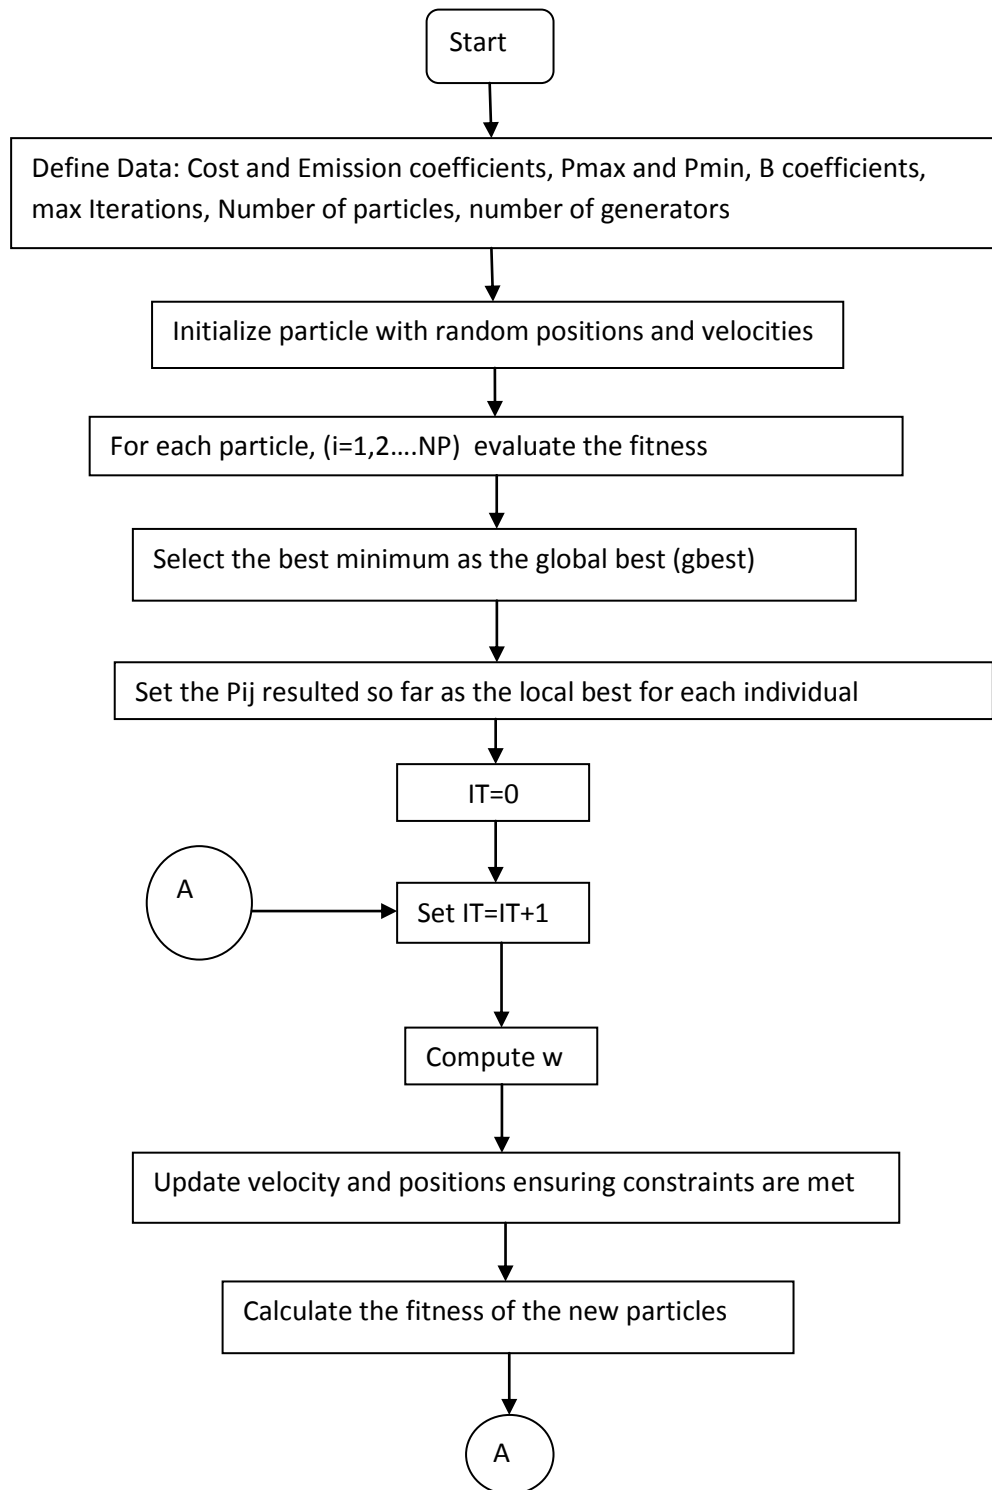 Start
Define Data: Cost and Emission coefficients, Pmax and Pmin, B coefficients,
max Iterations, Number of particles, number of generators
Initialize particle with random positions and velocities
For each particle, (i=1,2....NP)  evaluate the fitness
Select the best minimum as the global best (gbest)
Set the Pij resulted so far as the local best for each individual
IT=0
A
Set IT=IT+1
Compute w
Update velocity and positions ensuring constraints are met
Calculate the fitness of the new particles
A